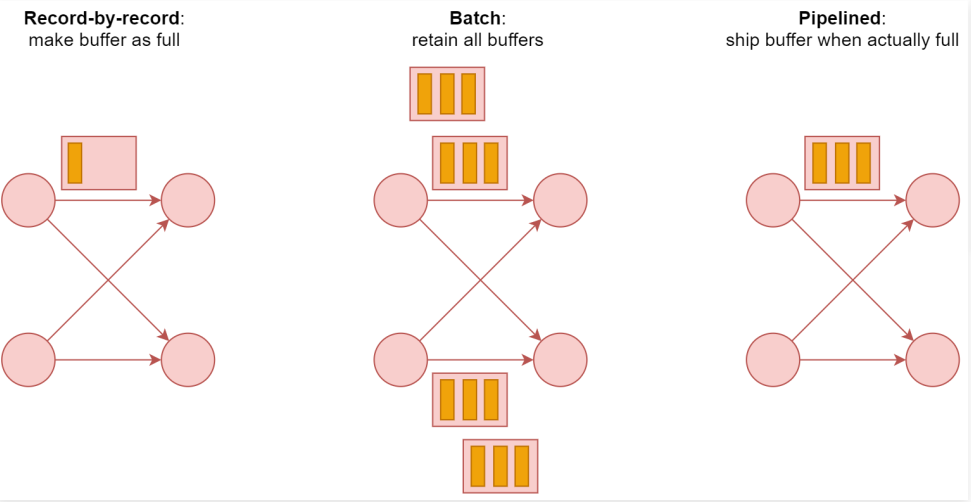 Record-by-record:
make buffer as full
Batch:
retain all buffers
Pipelined:
ship buffer when actually full